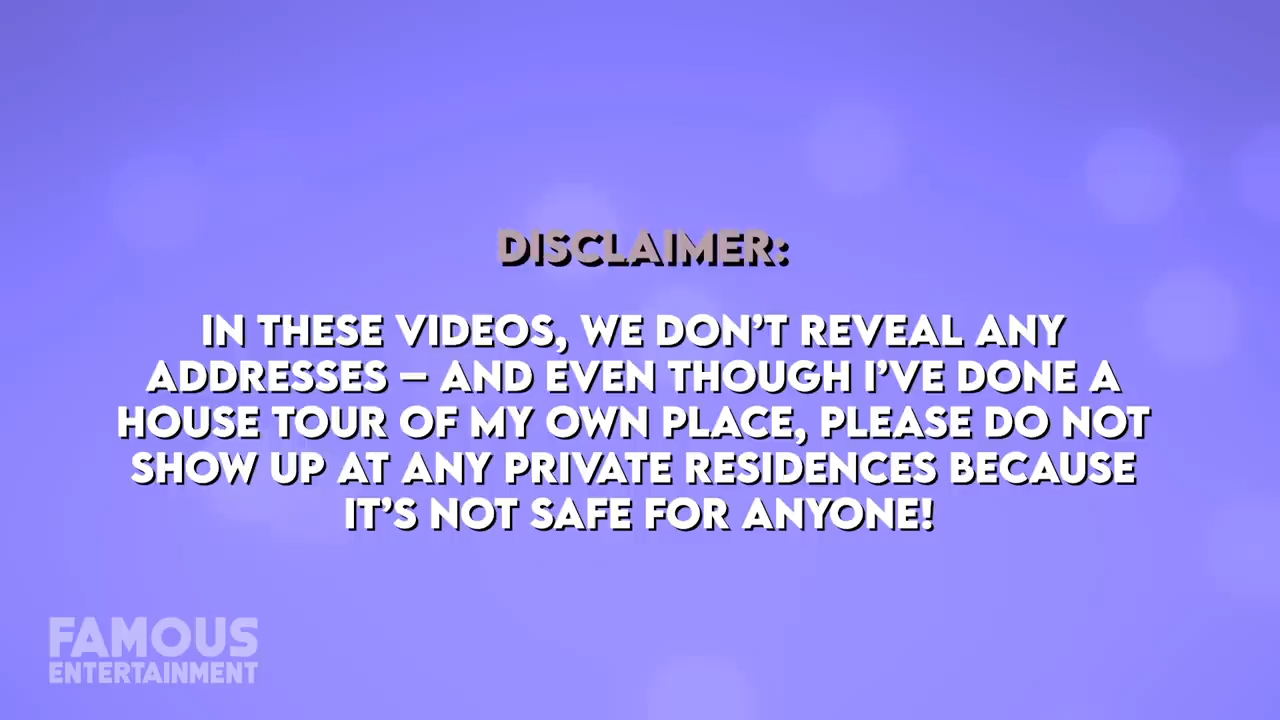 DISCLAIMER:
IN THESE VIDEOS, WE DON'T REVEAL ANY
ADDRESSES – AND EVEN THOUGH I'VE DONE A
HOUSE TOUR OF MY OWN PLACE, PLEASE DO NOT
SHOW UP AT ANY PRIVATE RESIDENCES BECAUSE
IT'S NOT SAFE FOR ANYONE!
FAMOUS
ENTERTAINMENT